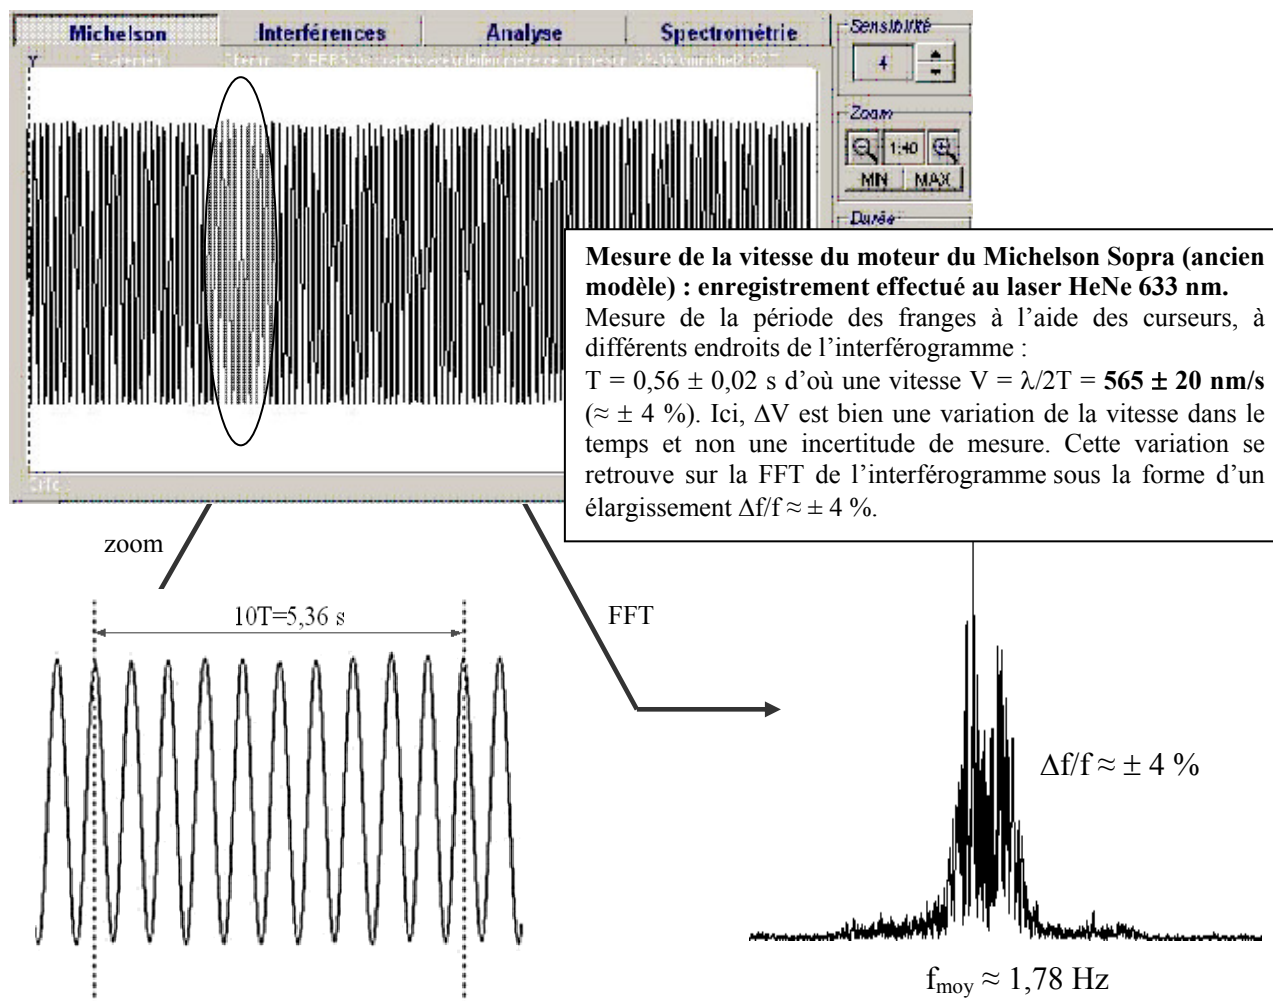 Michelson Interférences Analyse Spectrométrie
Sensibilité
4
Y
Zoom
1:40
MIN MAX
Durée
Mesure de la vitesse du moteur du Michelson Sopra (ancien
modèle) : enregistrement effectué au laser HeNe 633 nm.
Mesure de la période des franges à l’aide des curseurs, à
différents endroits de l’interférogramme :
T = 0,56 ± 0,02 s d’où une vitesse V = λ/2T = 565 ± 20 nm/s
(≈ ± 4 %). Ici, ΔV est bien une variation de la vitesse dans le
temps et non une incertitude de mesure. Cette variation se
retrouve sur la FFT de l’interférogramme sous la forme d’un
élargissement Δf/f ≈ ± 4 %.
zoom
FFT
10T=5,36 s
Δf/f ≈ ± 4 %
fmoy ≈ 1,78 Hz